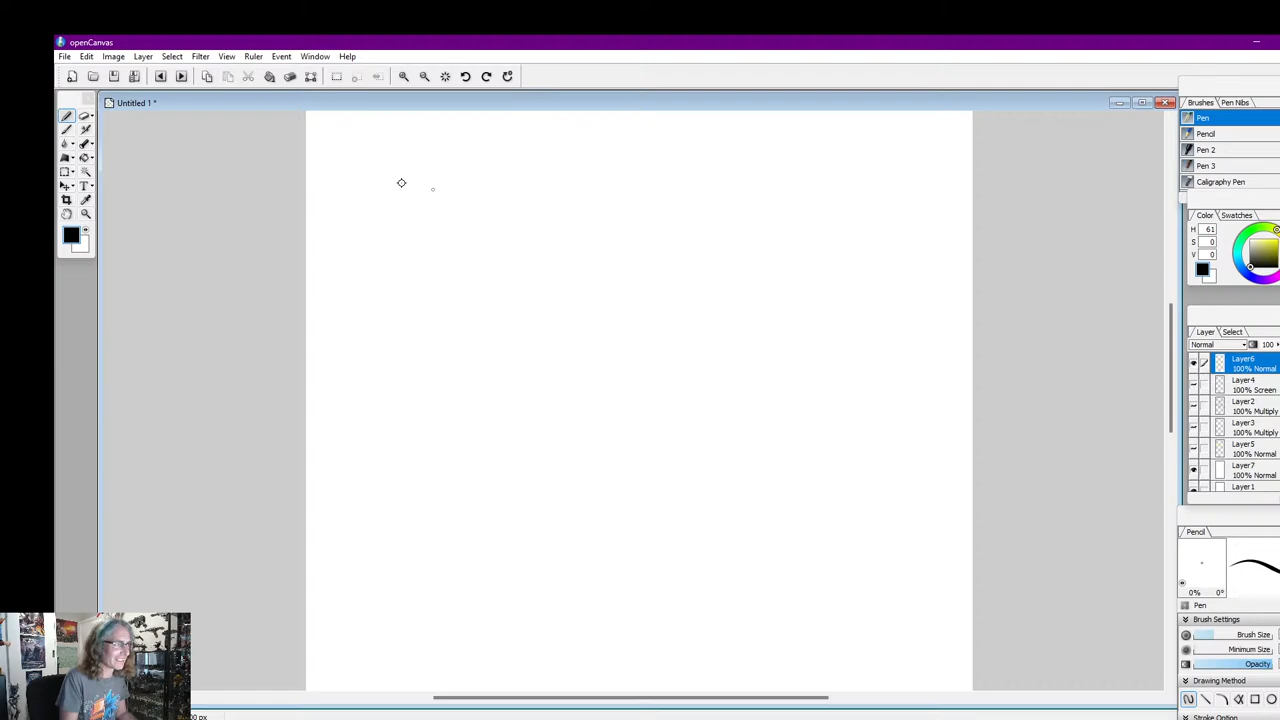 openCanvas
File Edit Image Layer Select Filter View Ruler Event Window Help
Untitled 1 *
Brushes Pen Nibs
Pen
Pencil
Pen 2
Pen 3
Caligraphy Pen
Color Swatches
H 61
S 0
V 0
Layer Select
Normal 100
Layer6
100% Normal
Layer4
100% Screen
Layer2
100% Multiply
Layer3
100% Multiply
Layer5
100% Normal
Layer7
100% Normal
Layer1
Pencil
0% 0°
Pen
Brush Settings
Brush Size
Minimum Size
Opacity
Drawing Method
Stroke Option